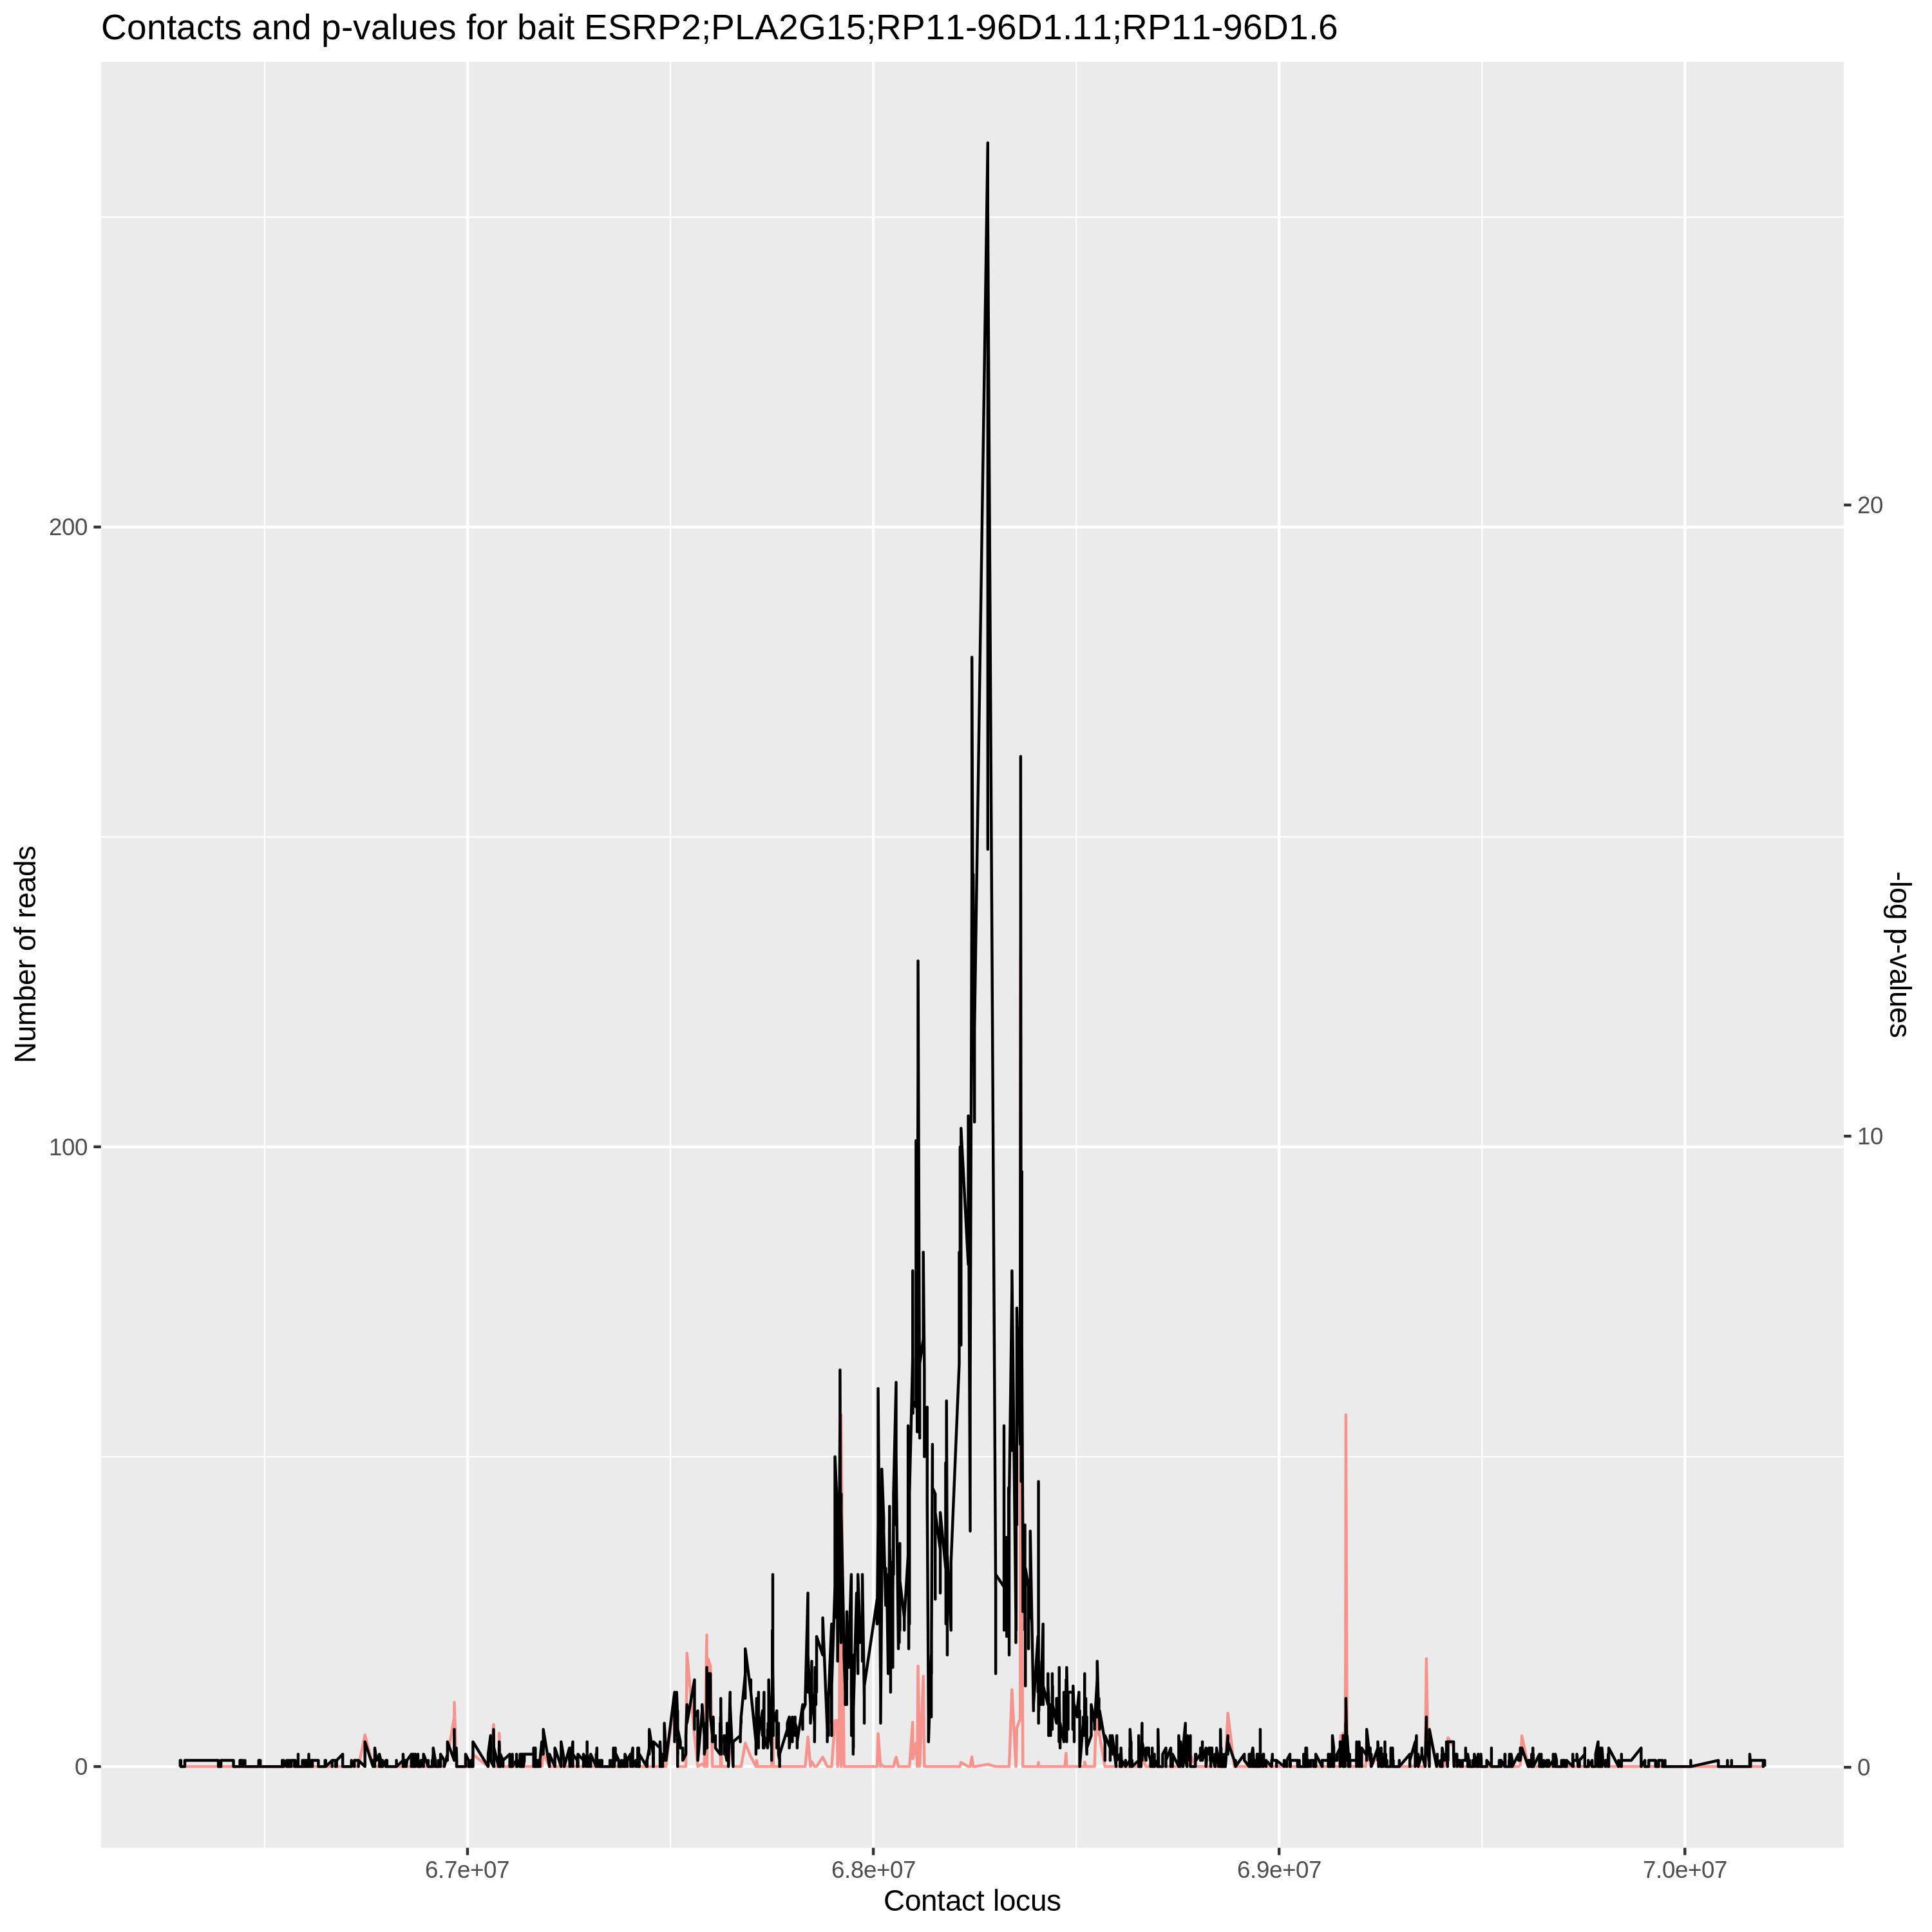 Contacts and p-values for bait ESRP2;PLA2G15;RP11-96D1.11;RP11-96D1.6
200
100
0
Number of reads
20
10
0
-log p-values
6.7e+07
6.8e+07
6.9e+07
7.0e+07
Contact locus